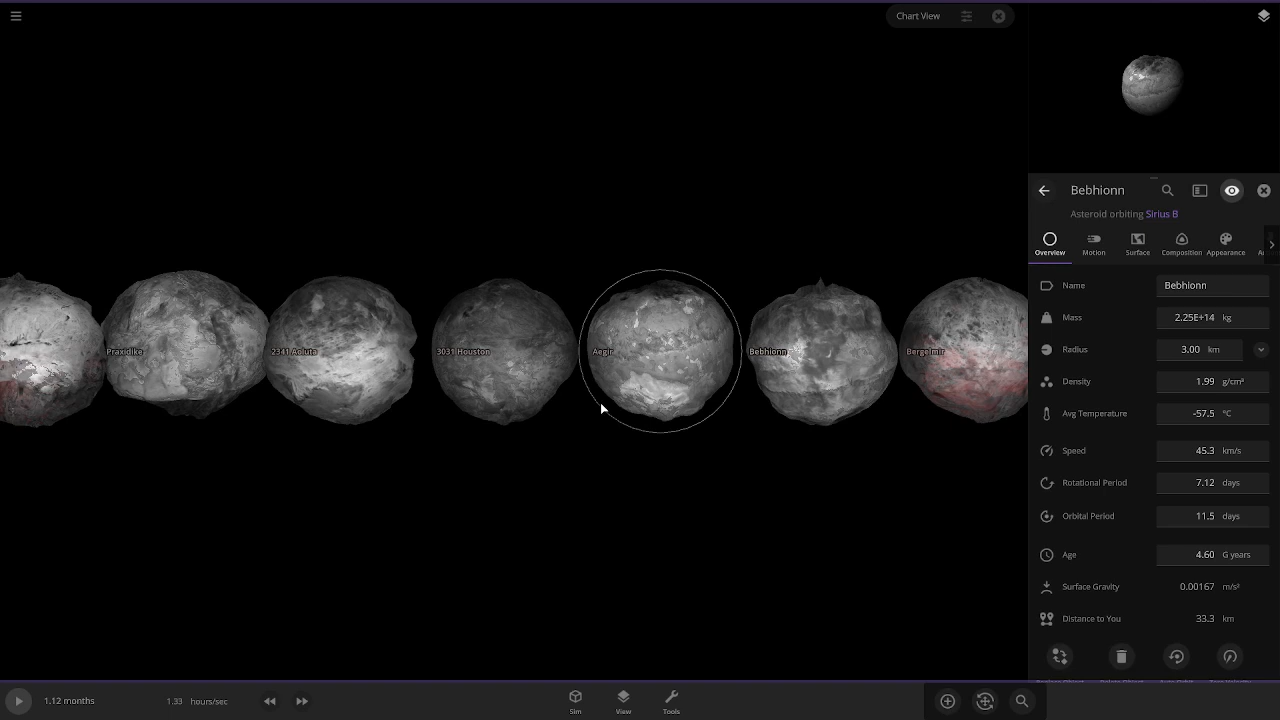 Chart View
Praxidike
2341 Aoluta
3031 Houston
Aegir
Bebhionn
Bergelmir
Bebhionn
Asteroid orbiting Sirius B
Overview
Motion
Surface
Composition
Appearance
Name Bebhionn
Mass 2.25E+14 kg
Radius 3.00 km
Density 1.99 g/cm³
Avg Temperature -57.5 °C
Speed 45.3 km/s
Rotational Period 7.12 days
Orbital Period 11.5 days
Age 4.60 G years
Surface Gravity 0.00167 m/s²
Distance to You 33.3 km
1.12 months
1.33 hours/sec
Sim
View
Tools